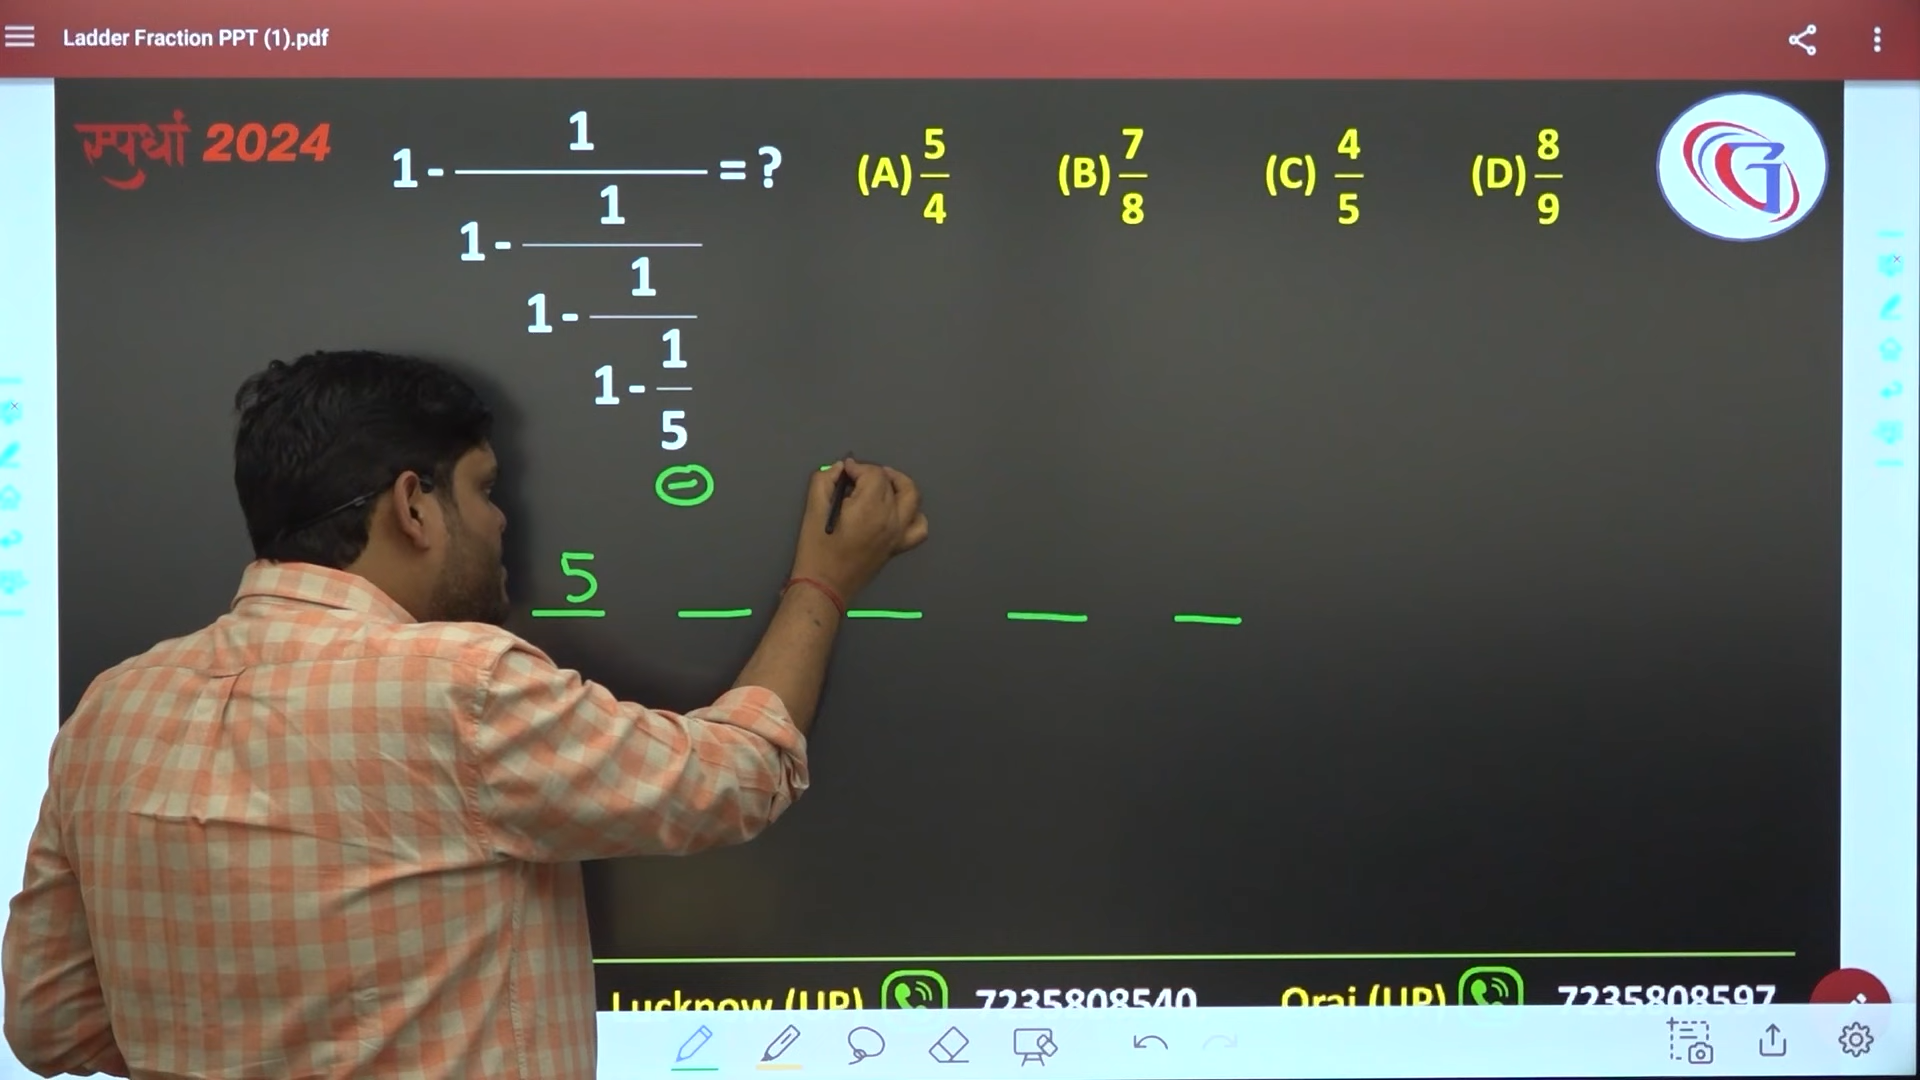 Ladder Fraction PPT (1).pdf
स्पर्धा 2024
1 - 1 / (1 - 1 / (1 - 1 / (1 - 1/5))) = ?
(A) 5/4 (B) 7/8 (C) 4/5 (D) 8/9
G
−
5
Lucknow (UP) 7235808540 Orai (UP) 7235808597